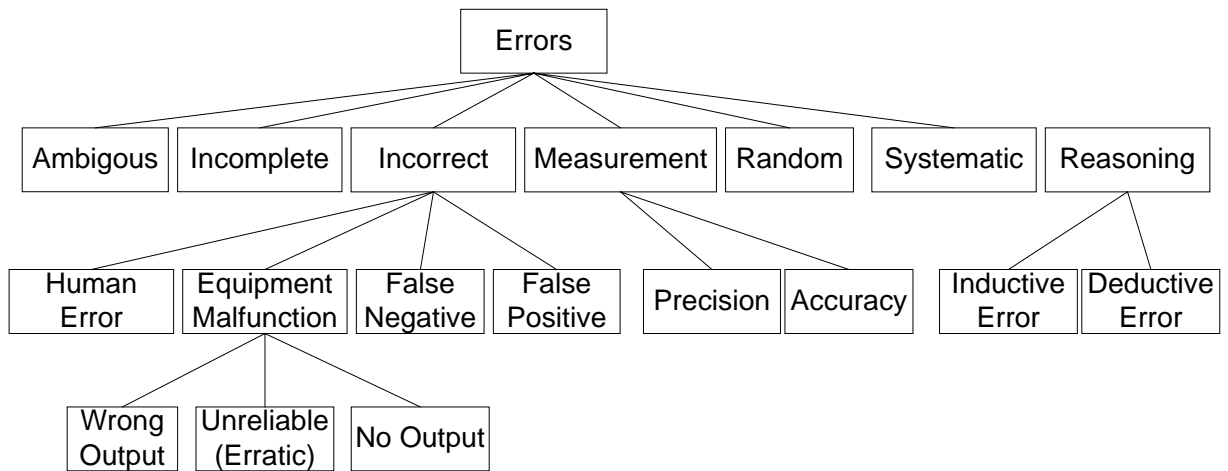 Errors
Ambigous
Incomplete
Incorrect
Measurement
Random
Systematic
Reasoning
Human
Error
Equipment
Malfunction
False
Negative
False
Positive
Precision
Accuracy
Inductive
Error
Deductive
Error
Wrong
Output
Unreliable
(Erratic)
No Output